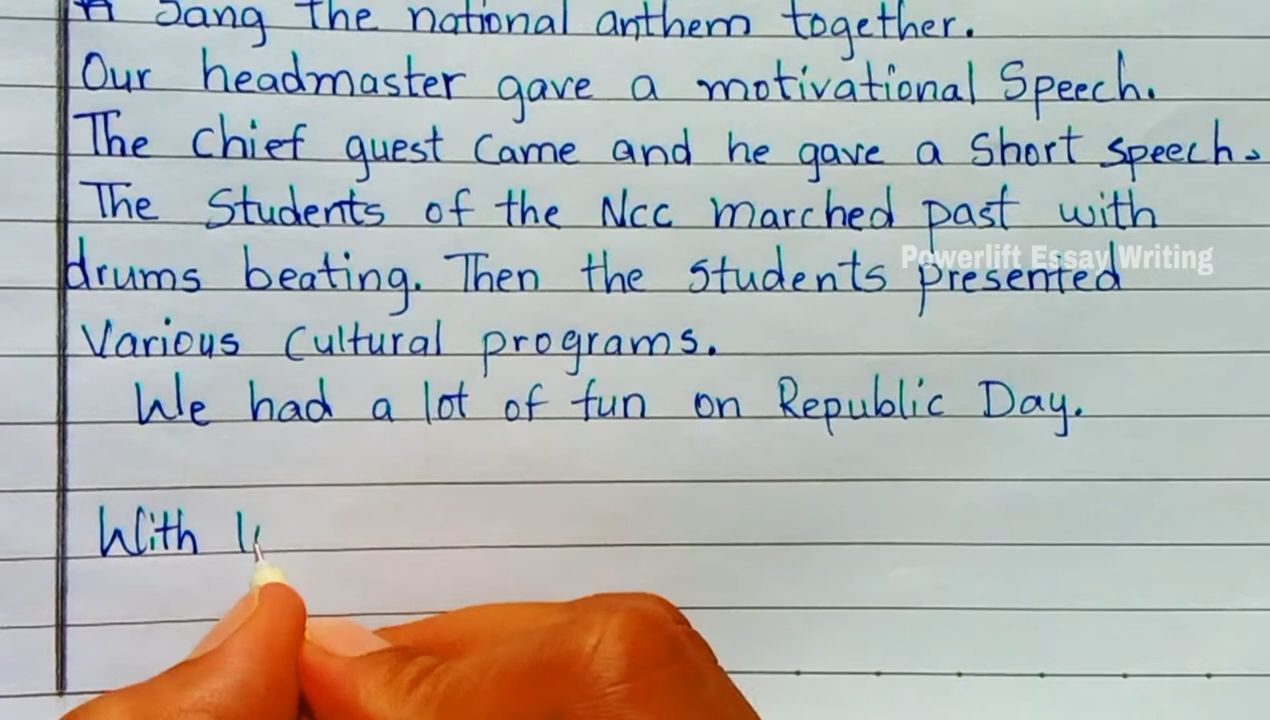 Sang the national anthem together.
Our headmaster gave a motivational Speech.
The Chief guest Came and he gave a Short speech.
The Students of the NCC marched past with
Powerlift Essay Writing
drums beating. Then the Students presented
Various Cultural programs.
We had a lot of fun on Republic Day.
With